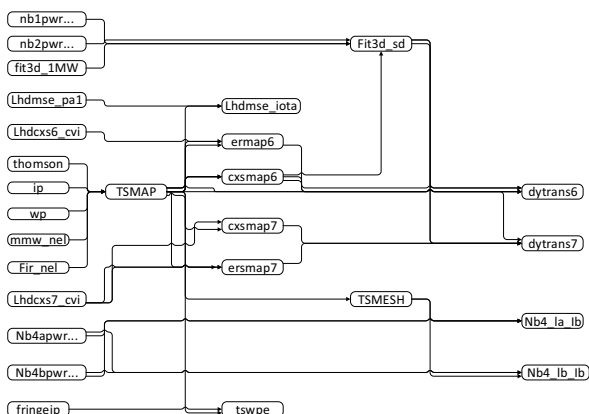 nb1pwr...
nb2pwr...
Fit3d_sd
fit3d_1MW
Lhdmse_pa1
Lhdmse_iota
Lhdcxs6_cvi
ermap6
thomson
cxsmap6
ip
TSMAP
dytrans6
wp
cxsmap7
mmw_nel
dytrans7
Fir_nel
ersmap7
Lhdcxs7_cvi
TSMESH
Nb4_la_lb
Nb4apwr...
Nb4bpwr...
Nb4_lb_lb
fringeip
tswpe